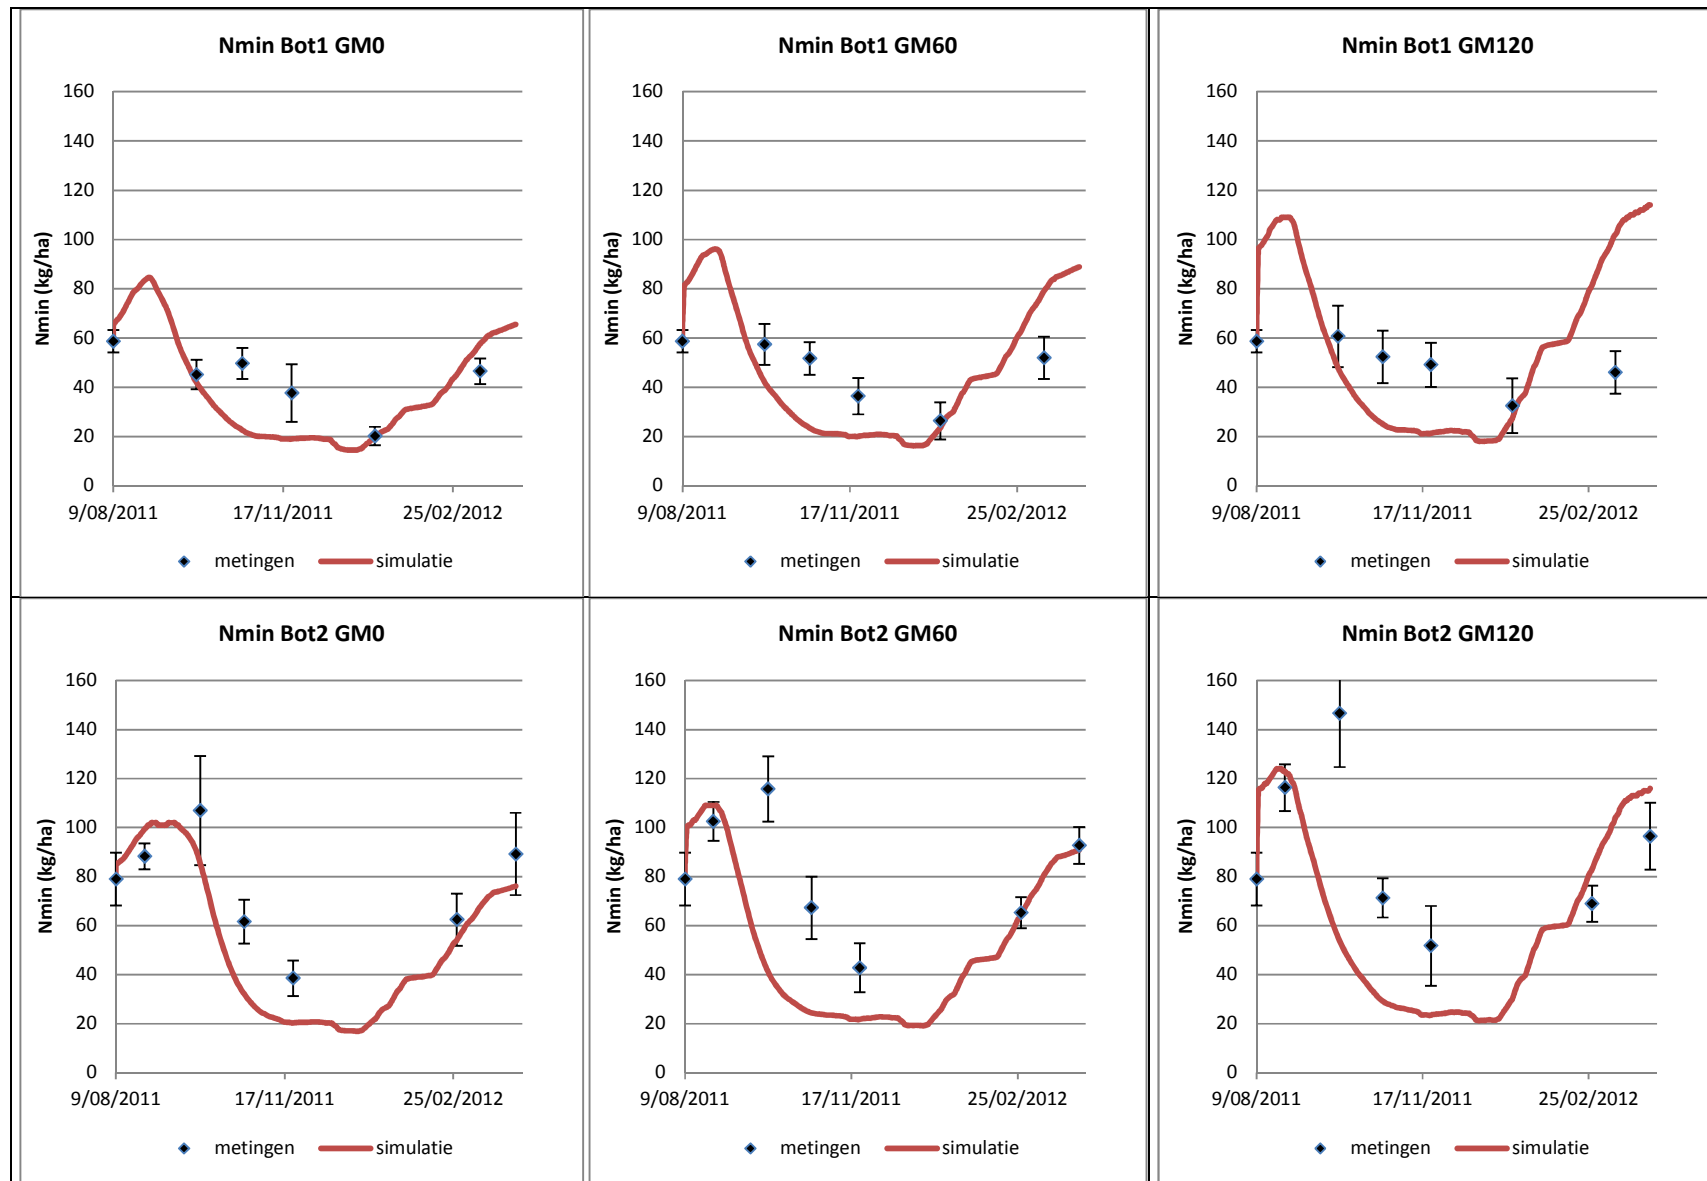 Nmin Bot1 GM0
Nmin (kg/ha)
160
140
120
100
80
60
40
20
0
9/08/2011 17/11/2011 25/02/2012
metingen simulatie
Nmin Bot1 GM60
Nmin (kg/ha)
160
140
120
100
80
60
40
20
0
9/08/2011 17/11/2011 25/02/2012
metingen simulatie
Nmin Bot1 GM120
Nmin (kg/ha)
160
140
120
100
80
60
40
20
0
9/08/2011 17/11/2011 25/02/2012
metingen simulatie
Nmin Bot2 GM0
Nmin (kg/ha)
160
140
120
100
80
60
40
20
0
9/08/2011 17/11/2011 25/02/2012
metingen simulatie
Nmin Bot2 GM60
Nmin (kg/ha)
160
140
120
100
80
60
40
20
0
9/08/2011 17/11/2011 25/02/2012
metingen simulatie
Nmin Bot2 GM120
Nmin (kg/ha)
160
140
120
100
80
60
40
20
0
9/08/2011 17/11/2011 25/02/2012
metingen simulatie